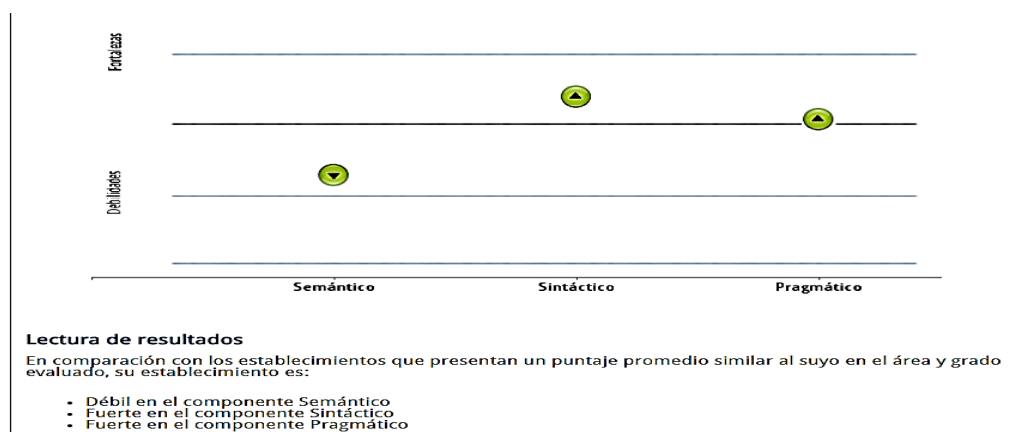 Fortalezas
Debilidades
Semántico Sintáctico Pragmático
Lectura de resultados
En comparación con los establecimientos que presentan un puntaje promedio similar al suyo en el área y grado
evaluado, su establecimiento es:
• Débil en el componente Semántico
• Fuerte en el componente Sintáctico
• Fuerte en el componente Pragmático